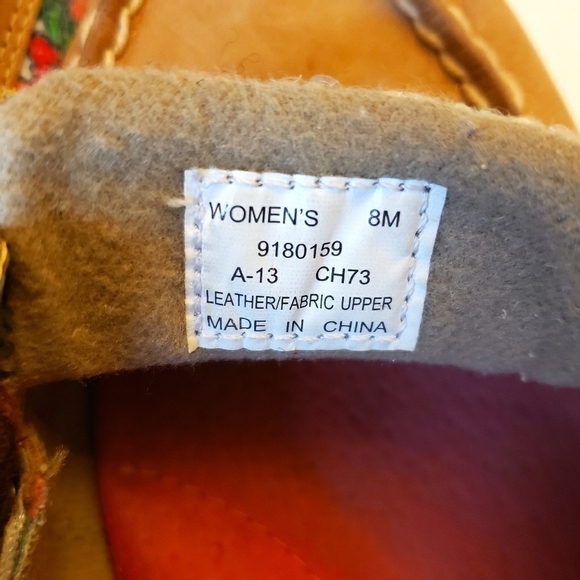 WOMEN'S 8M
9180159
A-13 CH73
LEATHER/FABRIC UPPER
MADE IN CHINA